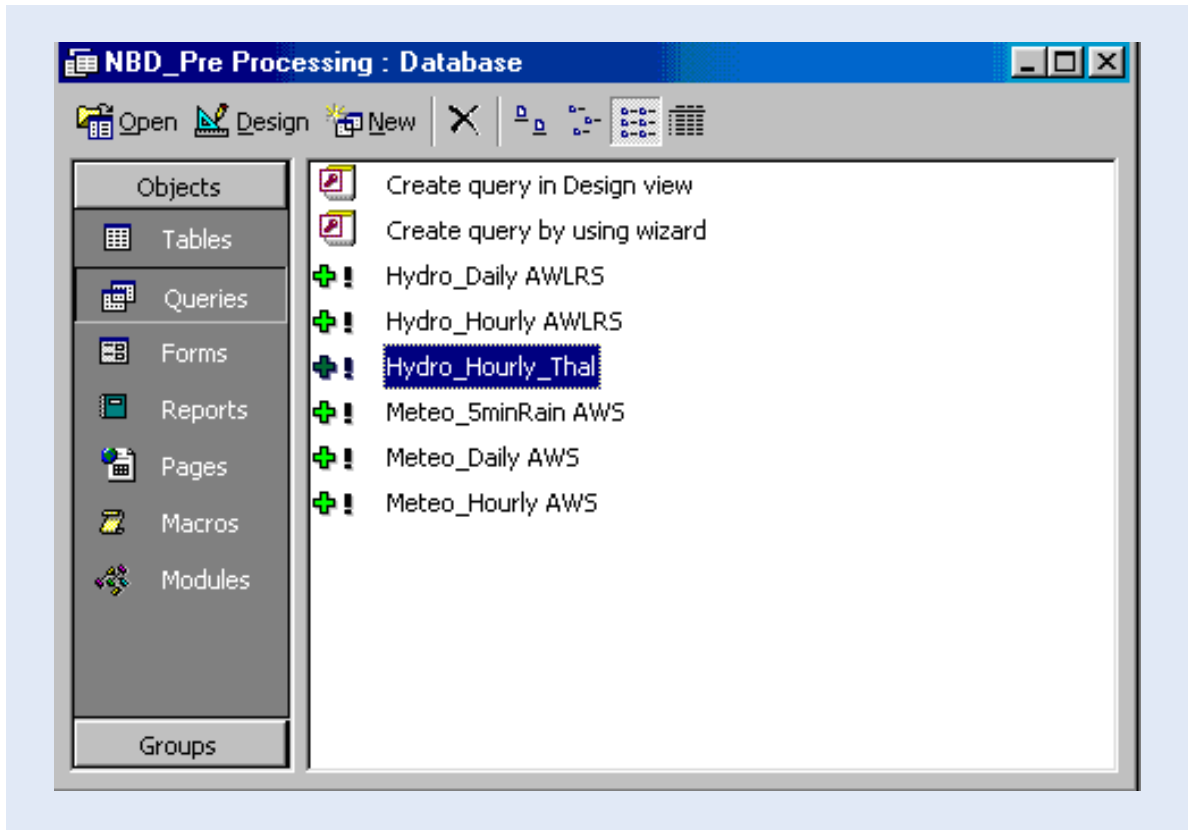 NBD_Pre Processing : Database
Open Design New
Objects
Tables
Queries
Forms
Reports
Pages
Macros
Modules
Groups
Create query in Design view
Create query by using wizard
Hydro_Daily AWLRS
Hydro_Hourly AWLRS
Hydro_Hourly_Thal
Meteo_5minRain AWS
Meteo_Daily AWS
Meteo_Hourly AWS